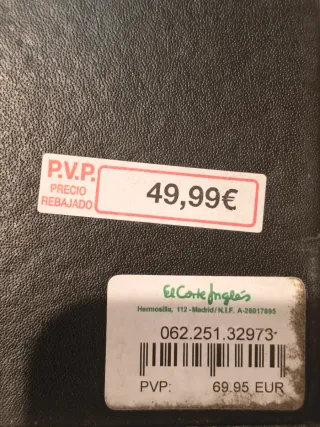 P.V.P.
PRECIO
REBAJADO
49,99€
El Corte Inglés
Hermosilla, 112 - Madrid / N.I.F. A-28017895
062.251.32973
PVP: 69.95 EUR